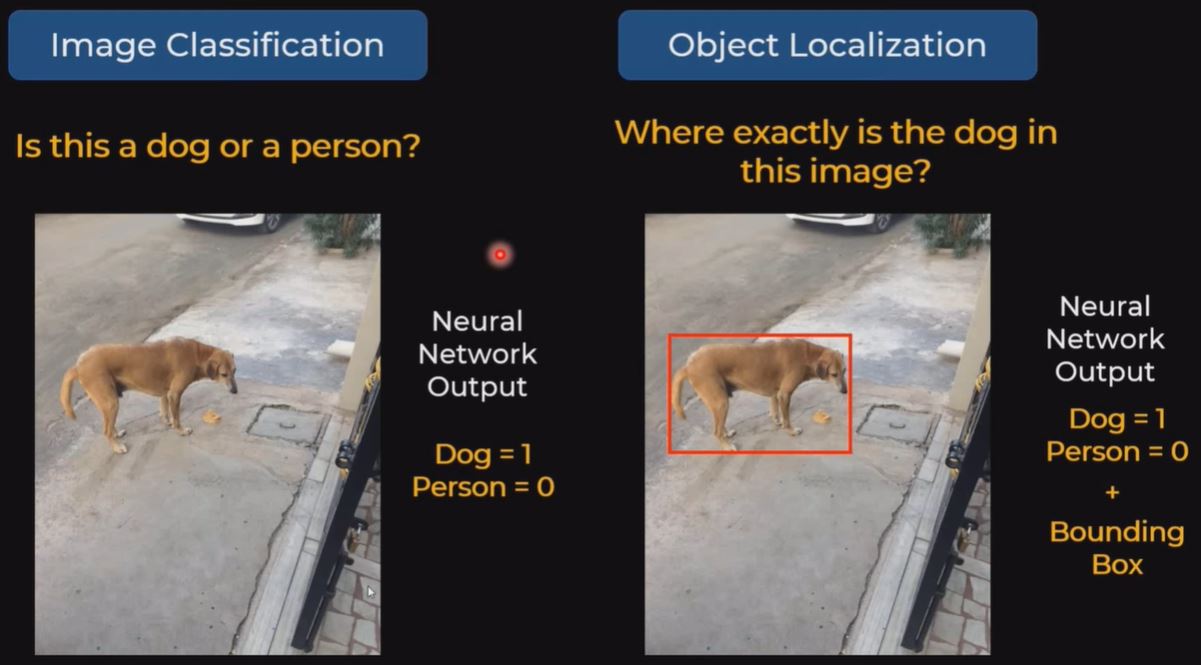 Image Classification
Is this a dog or a person?
Neural
Network
Output
Dog = 1
Person = 0
Object Localization
Where exactly is the dog in
this image?
Neural
Network
Output
Dog = 1
Person = 0
+
Bounding
Box